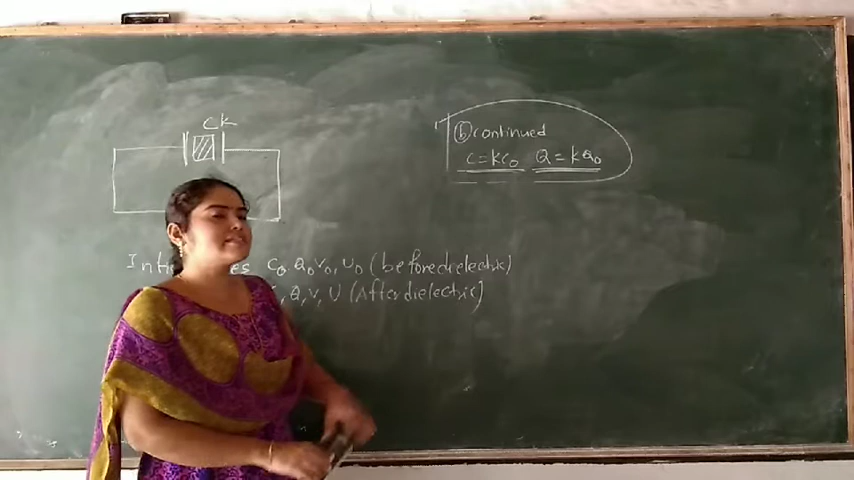 CK
ⓑ continued
C = KC₀ Q = KQ₀
C₀ Q₀ V₀, U₀ (before dielectric)
, Q, V, U (After dielectric]